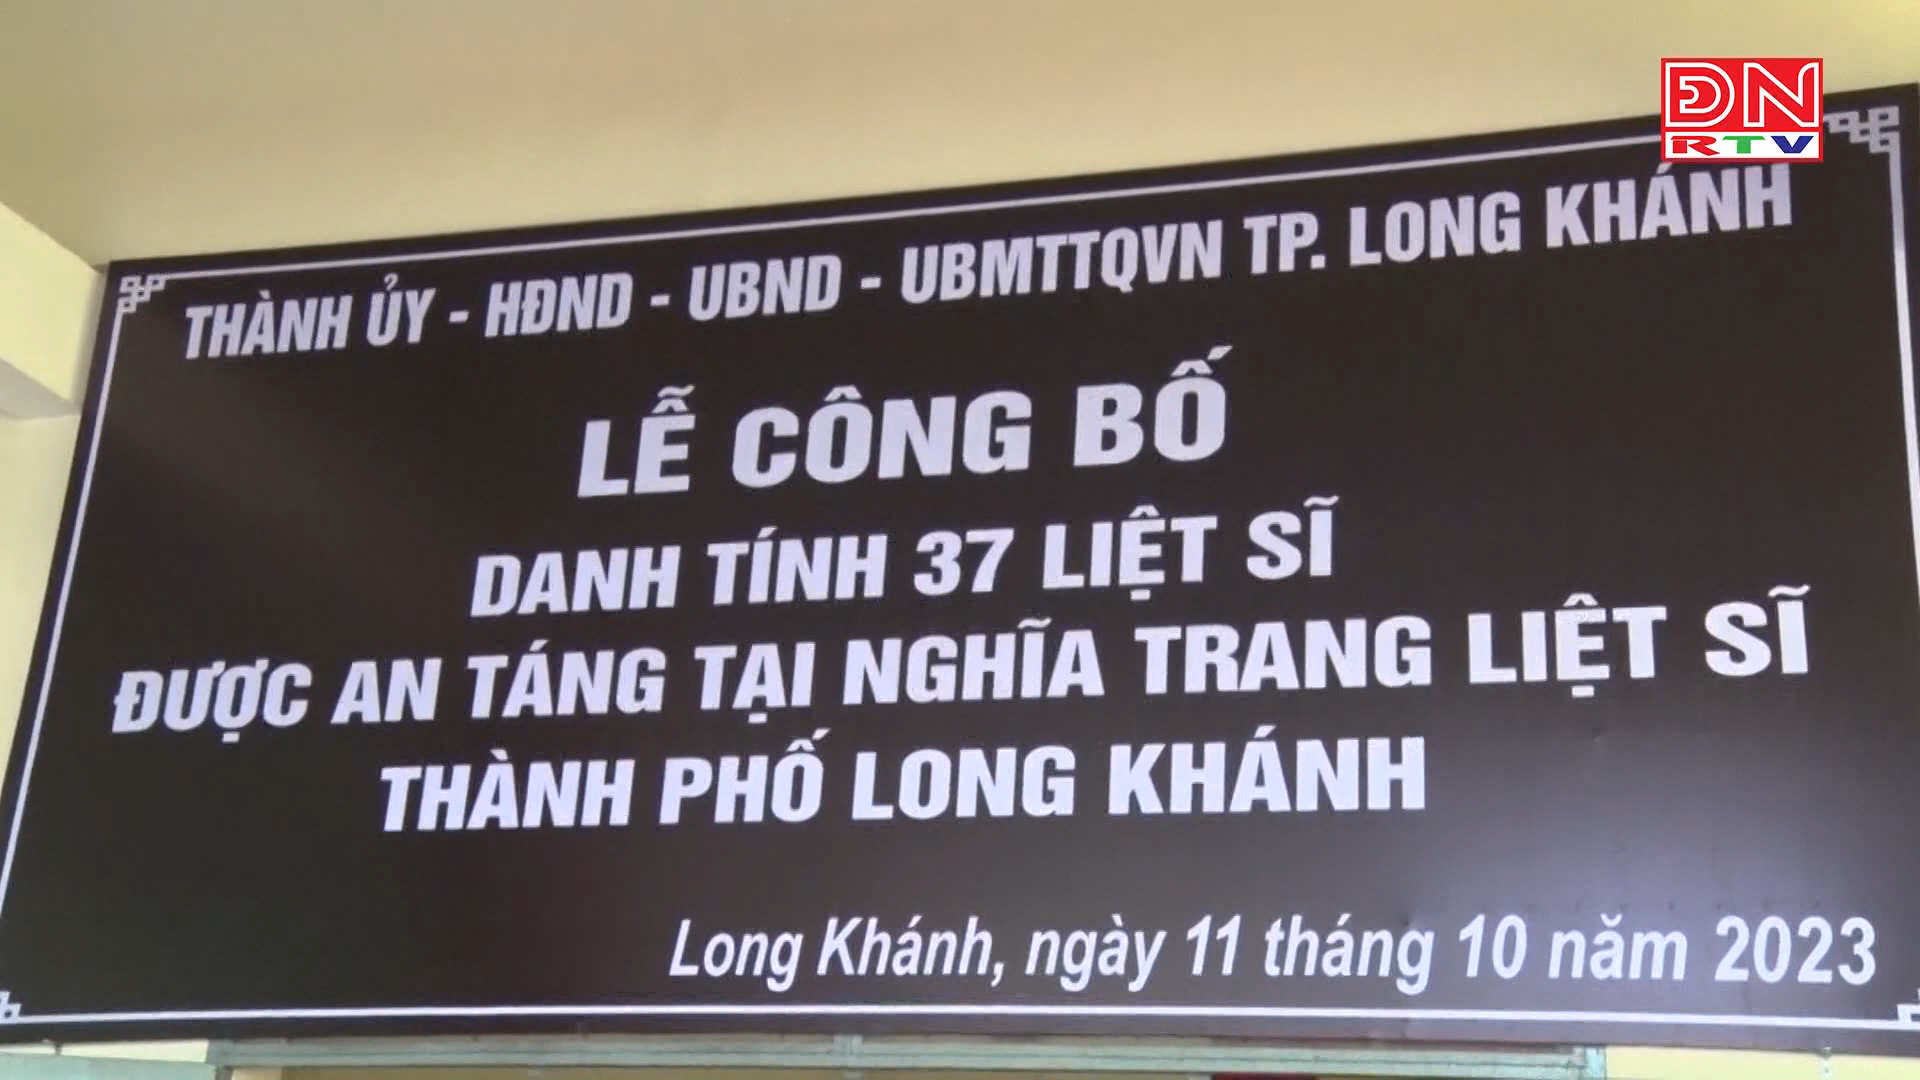 ĐN
RTV
THÀNH ỦY - HĐND - UBND - UBMTTQVN TP. LONG KHÁNH
LỄ CÔNG BỐ
DANH TÍNH 37 LIỆT SĨ
ĐƯỢC AN TÁNG TẠI NGHĨA TRANG LIỆT SĨ
THÀNH PHỐ LONG KHÁNH
Long Khánh, ngày 11 tháng 10 năm 2023